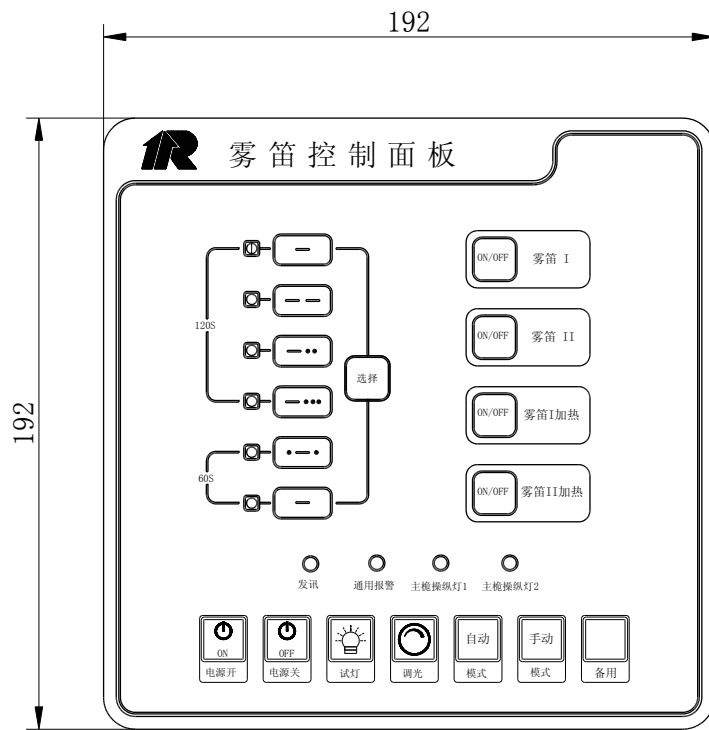 192
192
雾笛控制面板
120S
60S
选择
ON/OFF 雾笛 I
ON/OFF 雾笛 II
ON/OFF 雾笛I加热
ON/OFF 雾笛II加热
发讯 通用报警 主桅操纵灯1 主桅操纵灯2
ON OFF 自动 手动
电源开 电源关 试灯 调光 模式 模式 备用